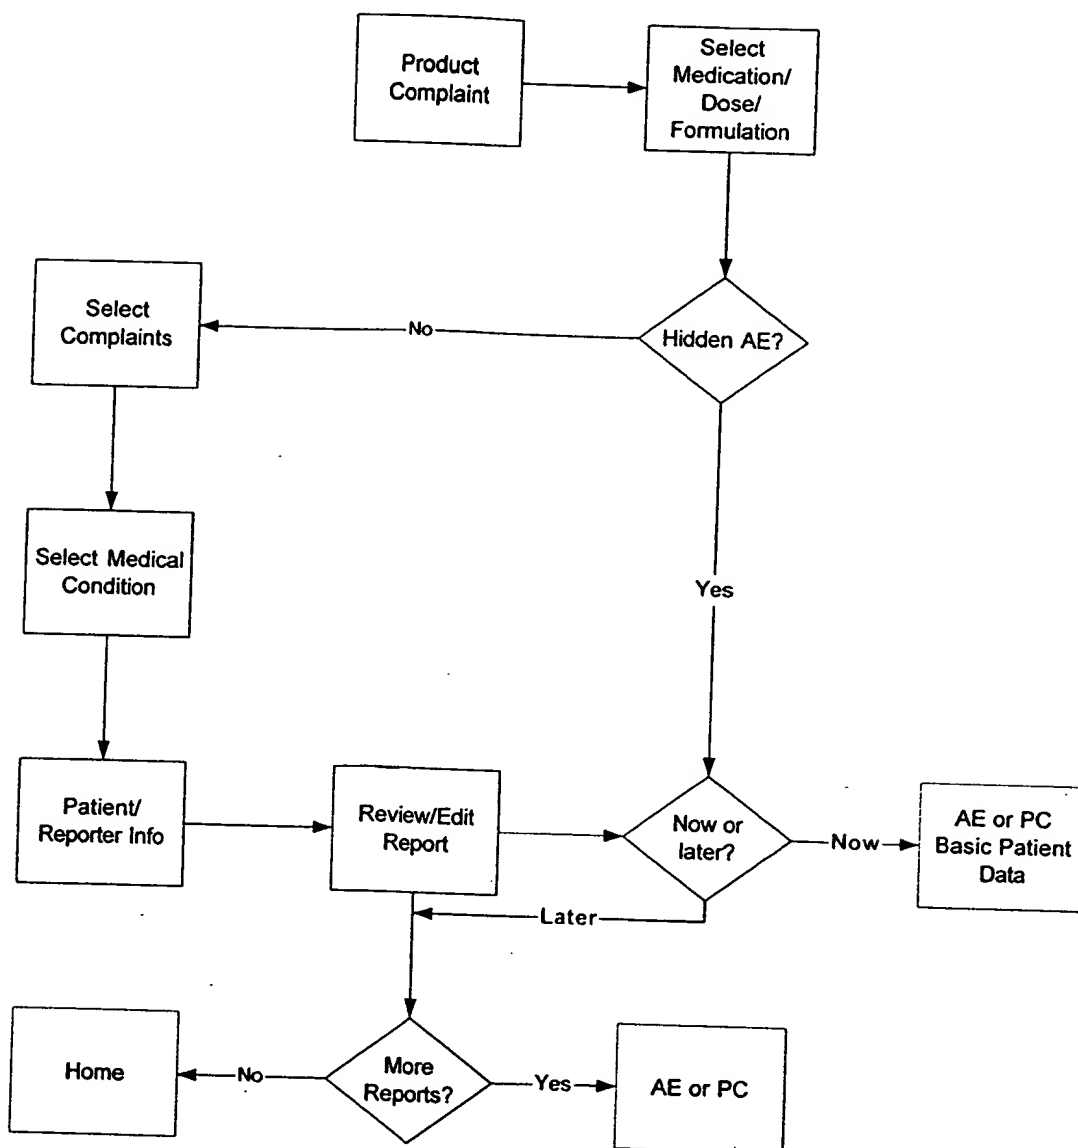 Product
Complaint
Select
Medication/
Dose/
Formulation
Select
Complaints
No
Hidden AE?
Select Medical
Condition
Yes
Patient/
Reporter Info
Review/Edit
Report
Now or
later?
Now
AE or PC
Basic Patient
Data
Later
Home
No
More
Reports?
Yes
AE or PC